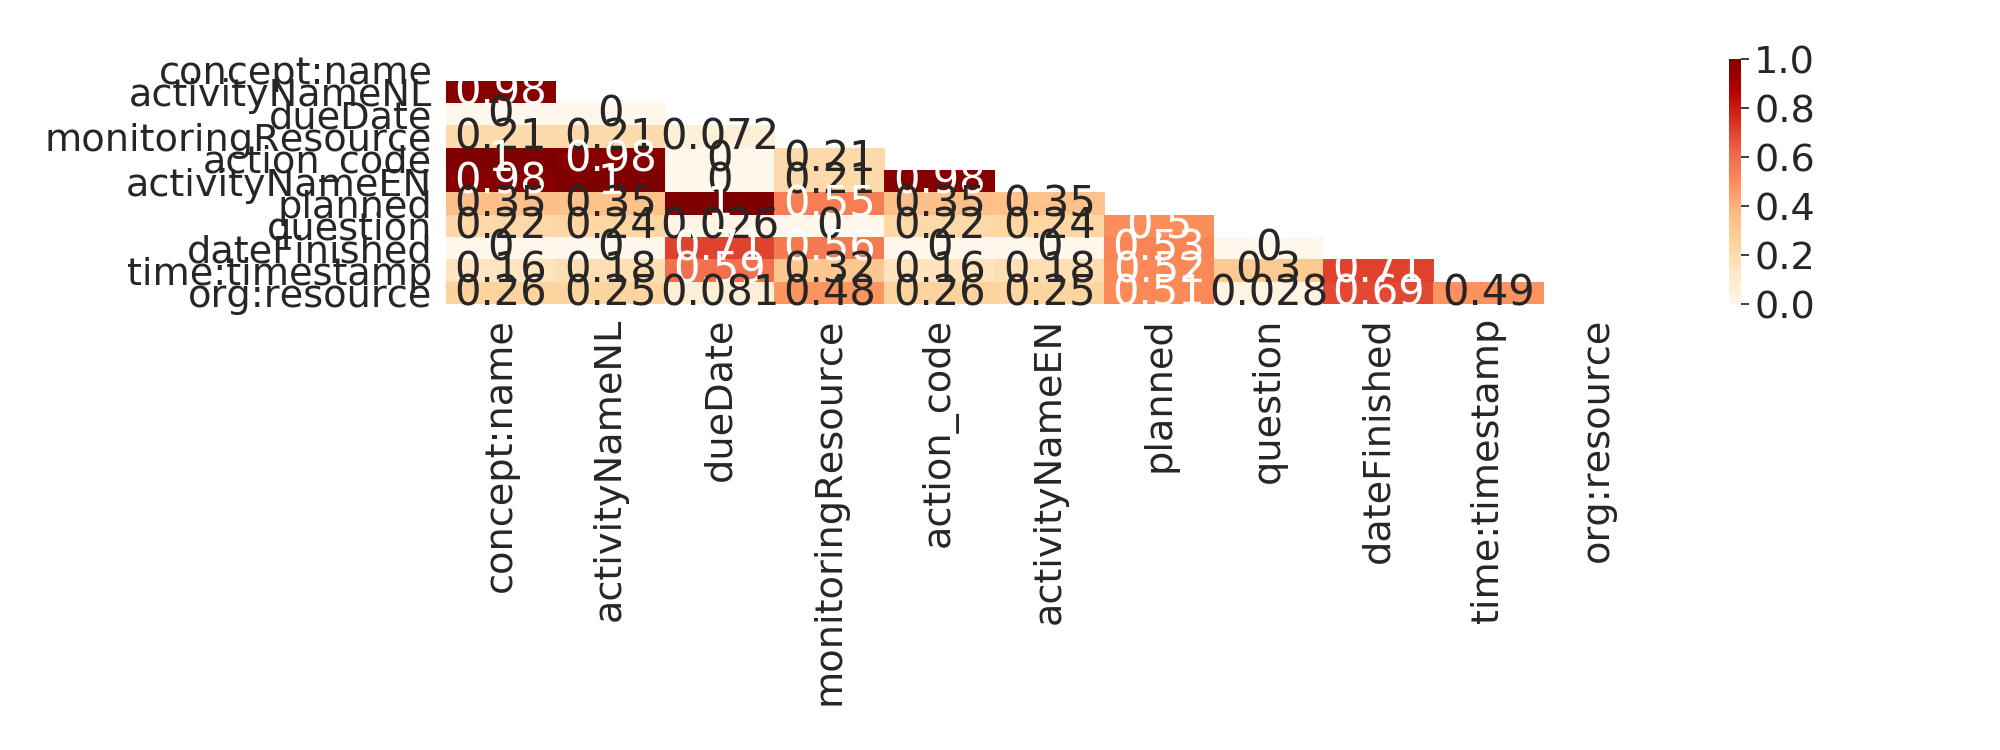 concept:name
activityNameNL 0.98
dueDate 0 0
monitoringResource 0.21 0.21 0.072
action_code 1 0.98 0 0.21
activityNameEN 0.98 1 0 0.21 0.98
planned 0.35 0.35 1 0.55 0.35 0.35
question 0.22 0.24 0.026 0 0.22 0.24 0.5
dateFinished 0 0 0.71 0.56 0 0 0.53 0
time:timestamp 0.16 0.18 0.59 0.32 0.16 0.18 0.52 0.3 0.71
org:resource 0.26 0.25 0.081 0.48 0.26 0.25 0.51 0.028 0.69 0.49
concept:name
activityNameNL
dueDate
monitoringResource
action_code
activityNameEN
planned
question
dateFinished
time:timestamp
org:resource
1.0
0.8
0.6
0.4
0.2
0.0